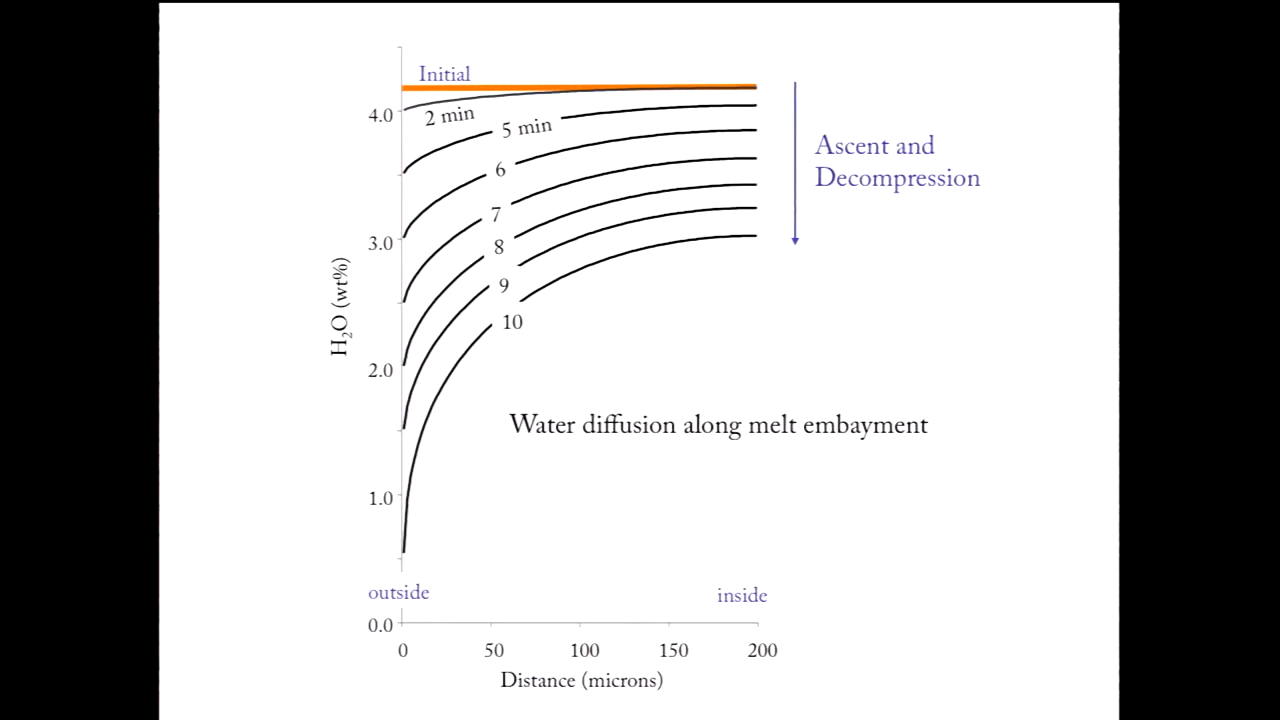 Initial
4.0
2 min
5 min
6
7
8
9
10
3.0
2.0
1.0
0.0
H₂O (wt%)
Ascent and
Decompression
Water diffusion along melt embayment
outside
inside
0
50
100
150
200
Distance (microns)